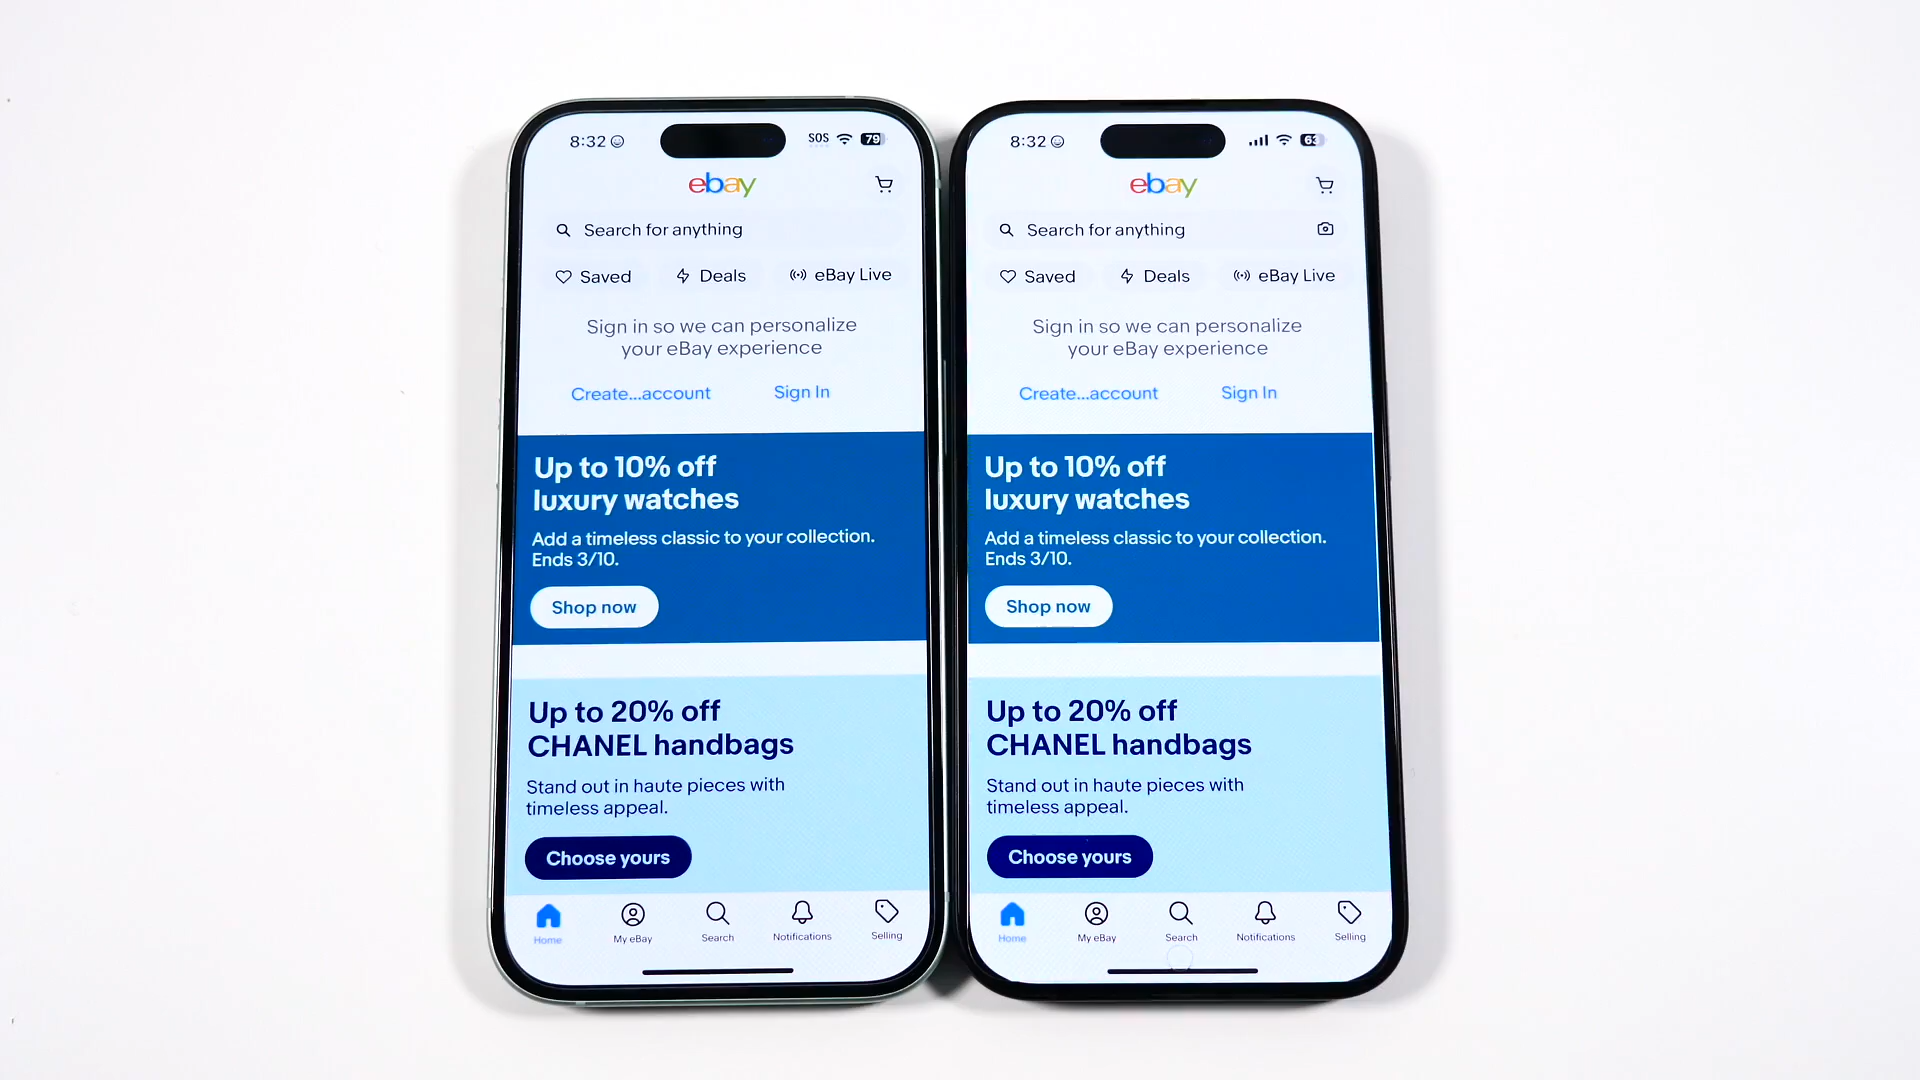 8:32
SOS
79
ebay
Search for anything
Saved
Deals
eBay Live
Sign in so we can personalize
your eBay experience
Create...account
Sign In
Up to 10% off
luxury watches
Add a timeless classic to your collection.
Ends 3/10.
Shop now
Up to 20% off
CHANEL handbags
Stand out in haute pieces with
timeless appeal.
Choose yours
Home
My eBay
Search
Notifications
Selling
8:32
ebay
Search for anything
Saved
Deals
eBay Live
Sign in so we can personalize
your eBay experience
Create...account
Sign In
Up to 10% off
luxury watches
Add a timeless classic to your collection.
Ends 3/10.
Shop now
Up to 20% off
CHANEL handbags
Stand out in haute pieces with
timeless appeal.
Choose yours
Home
My eBay
Search
Notifications
Selling